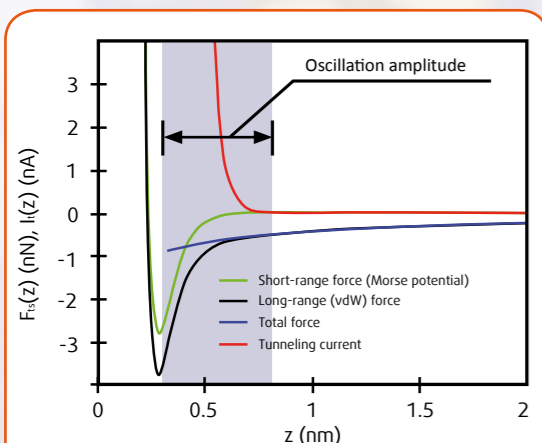 Oscillation amplitude
3
2
1
0
-1
-2
-3
Fts(z) (nN), It(z) (nA)
Short-range force (Morse potential)
Long-range (vdW) force
Total force
Tunneling current
0 0.5 1 1.5 2
z (nm)